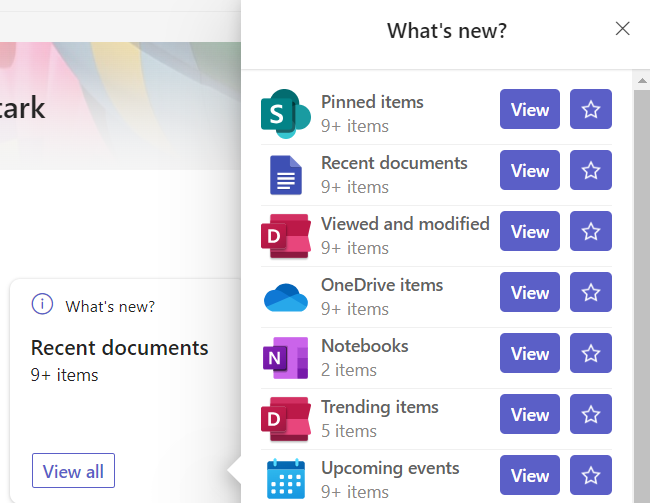 tark
What's new?
Recent documents
9+ items
View all
What's new?
Pinned items
9+ items
View
Recent documents
9+ items
View
Viewed and modified
9+ items
View
OneDrive items
9+ items
View
Notebooks
2 items
View
Trending items
5 items
View
Upcoming events
9+ items
View